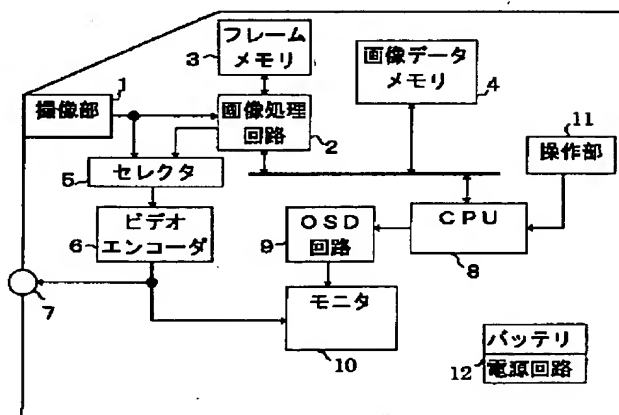 フレーム
メモリ
3
画像データ
メモリ
4
1
撮像部
画像処理
回路
2
11
操作部
セレクタ
5
ビデオ
エンコーダ
6
OSD
回路
9
CPU
8
7
モニタ
10
バッテリ
電源回路
12